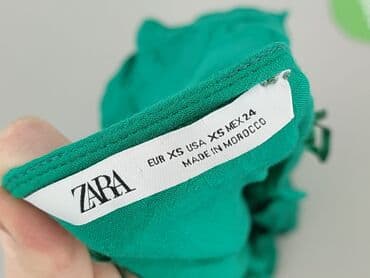 ZARA
EUR XS USA XS MEX 24
MADE IN MOROCCO